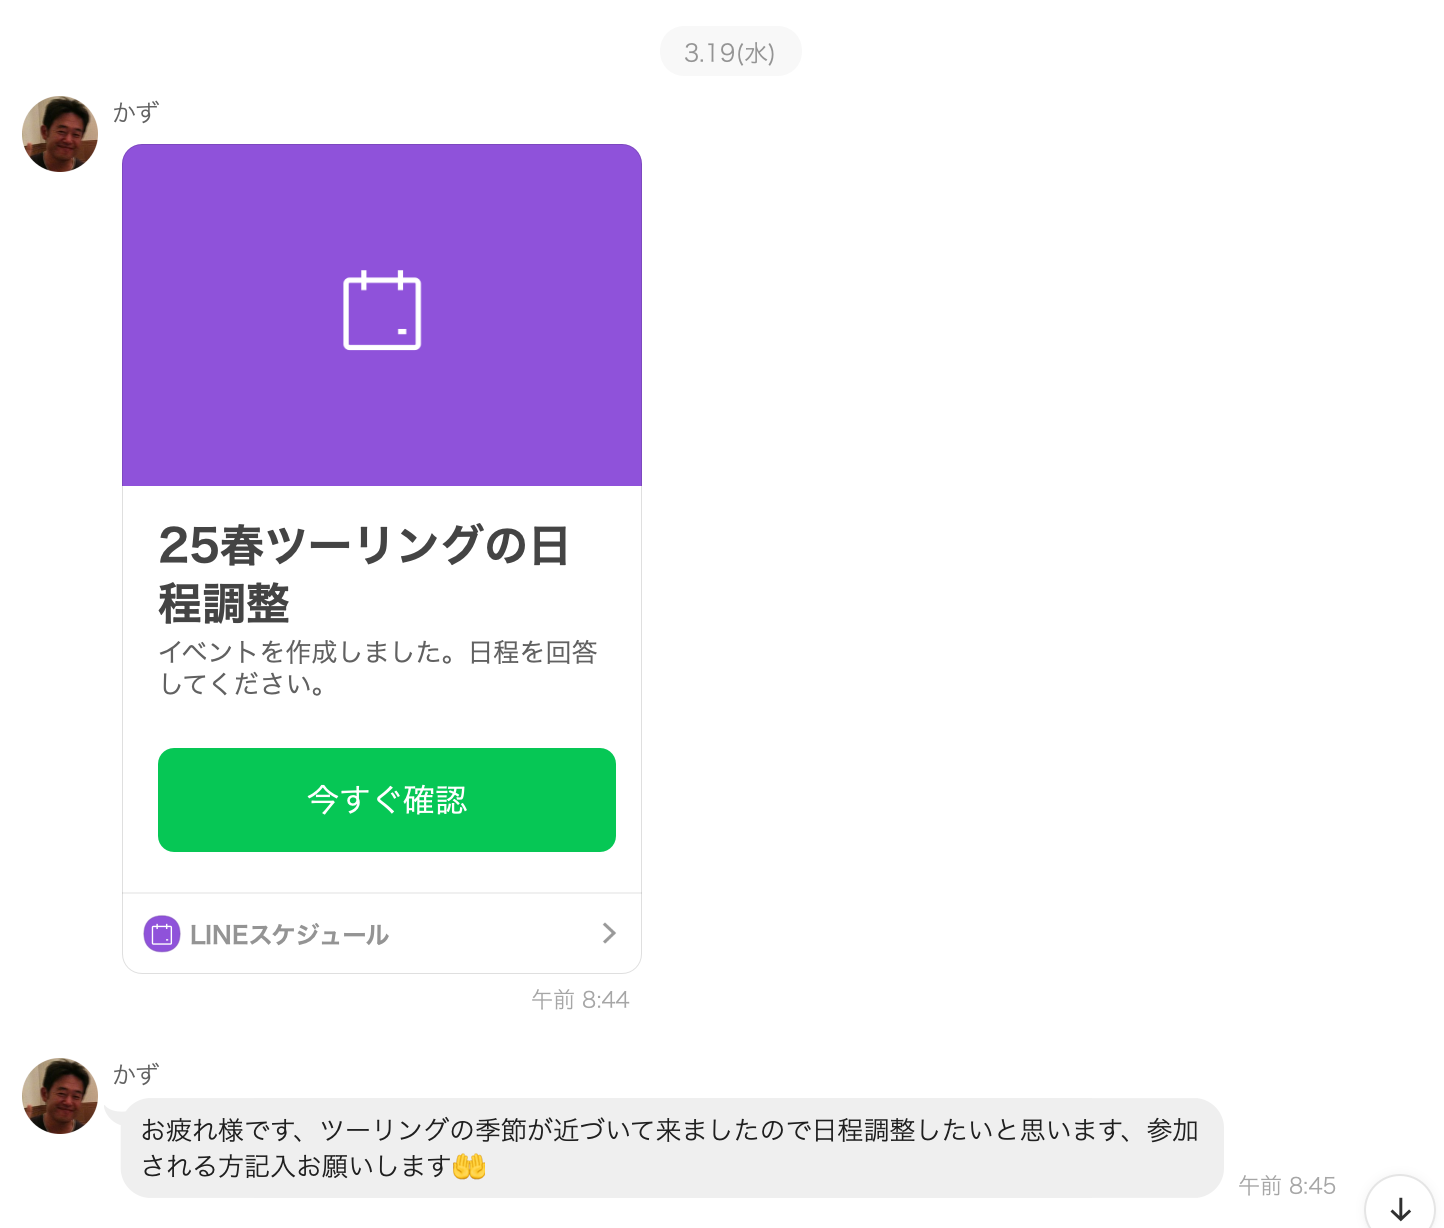 3.19(水)
かず
25春ツーリングの日
程調整
イベントを作成しました。日程を回答
してください。
今すぐ確認
LINEスケジュール
午前 8:44
かず
お疲れ様です、ツーリングの季節が近づいて来ましたので日程調整したいと思います、参加
される方記入お願いします🤲
午前 8:45